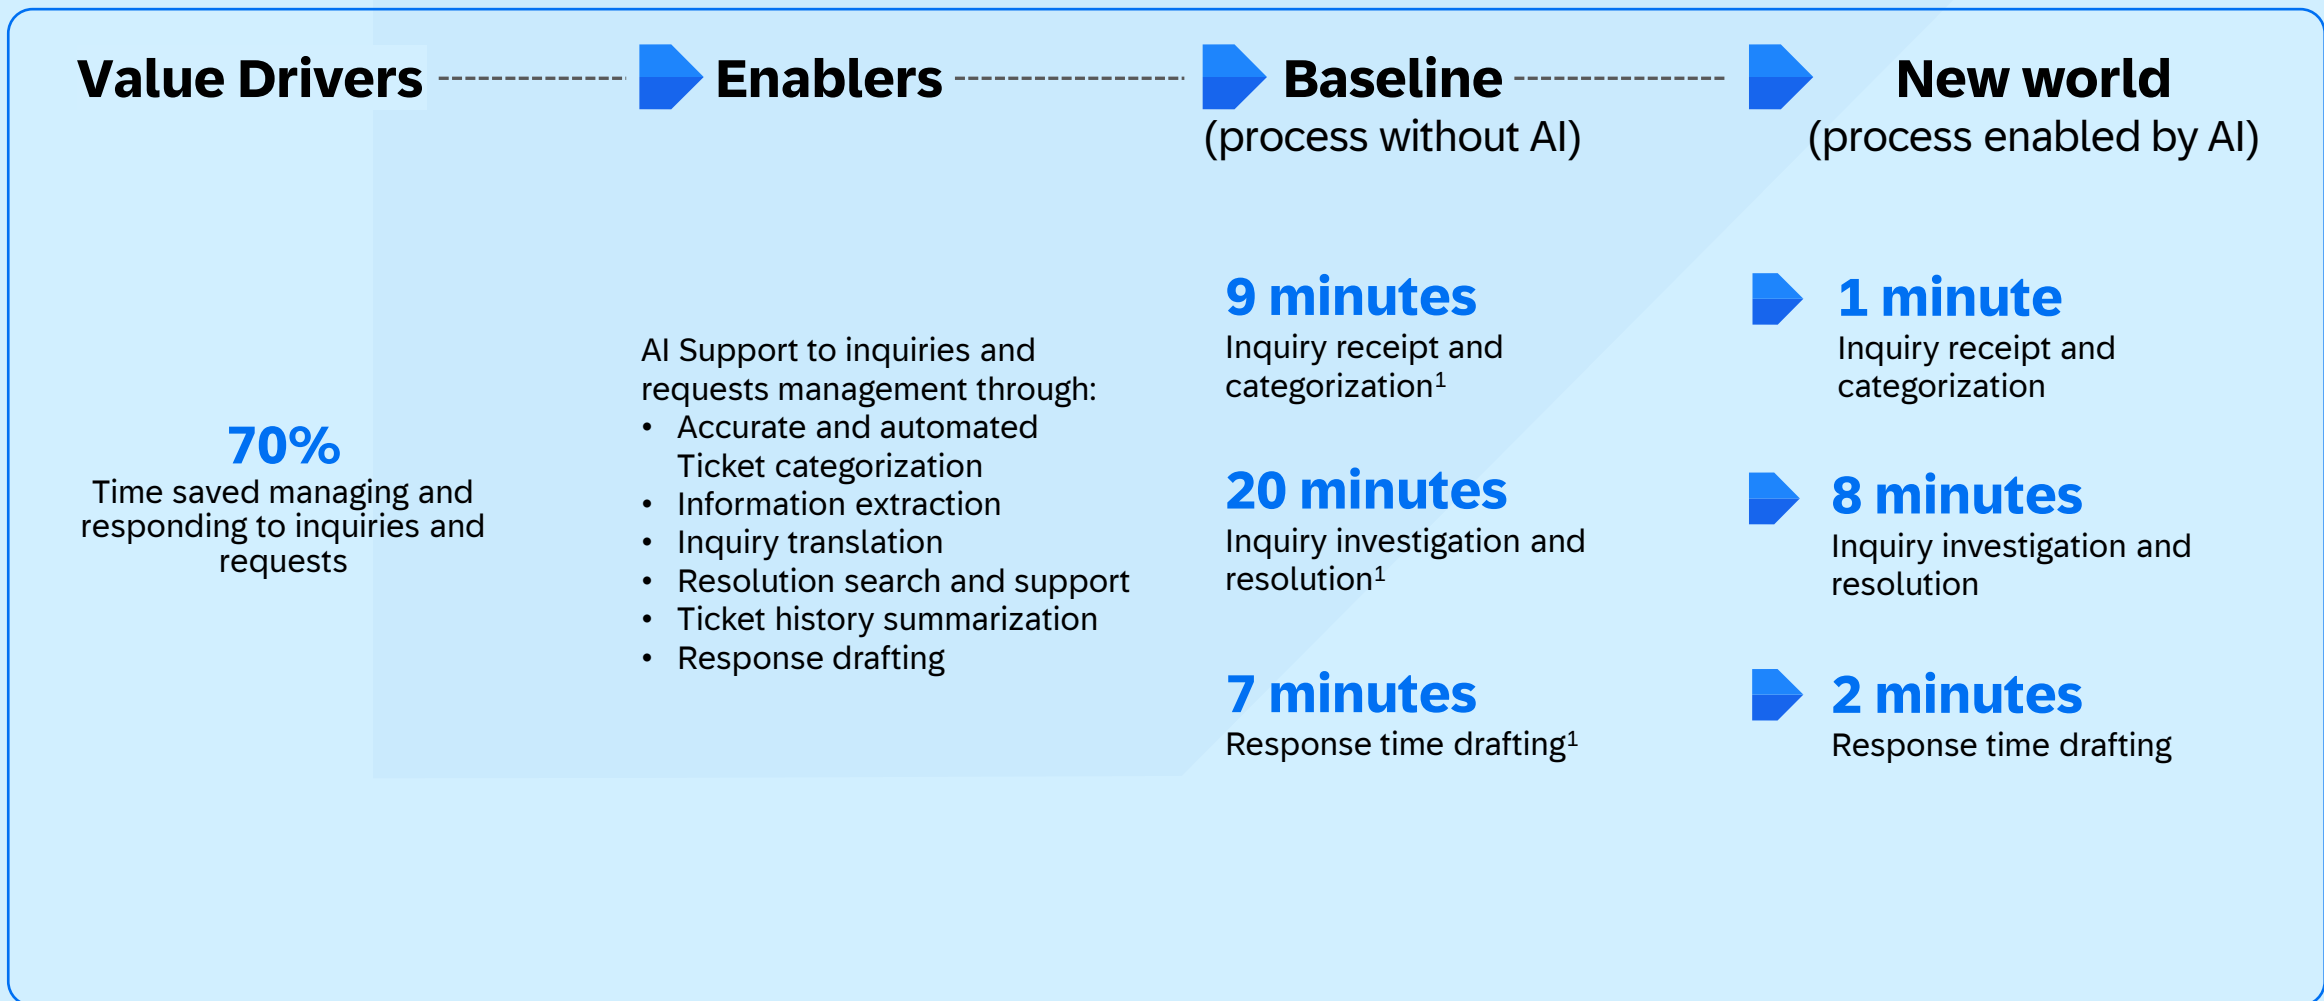 Value Drivers
Enablers
Baseline
(process without AI)
New world
(process enabled by AI)
70%
Time saved managing and
responding to inquiries and
requests
AI Support to inquiries and
requests management through:
• Accurate and automated
Ticket categorization
• Information extraction
• Inquiry translation
• Resolution search and support
• Ticket history summarization
• Response drafting
9 minutes
Inquiry receipt and
categorization¹
20 minutes
Inquiry investigation and
resolution¹
7 minutes
Response time drafting¹
1 minute
Inquiry receipt and
categorization
8 minutes
Inquiry investigation and
resolution
2 minutes
Response time drafting